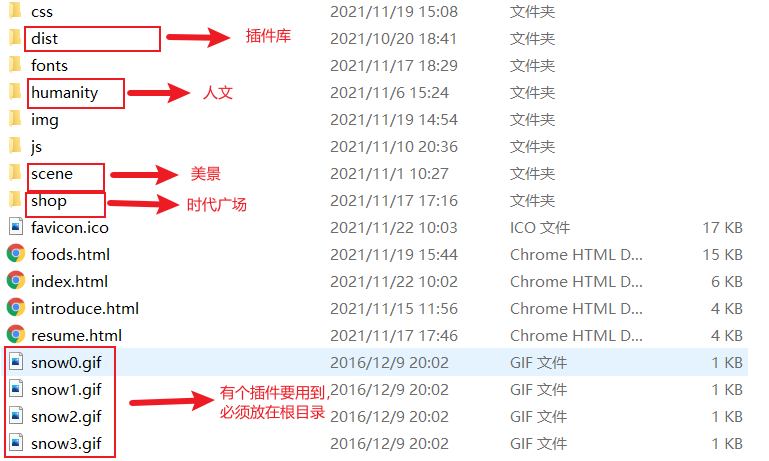 css 2021/11/19 15:08 文件夹
dist 插件库 2021/10/20 18:41 文件夹
fonts 2021/11/17 18:29 文件夹
humanity 人文 2021/11/6 15:24 文件夹
img 2021/11/19 14:54 文件夹
js 2021/11/10 20:36 文件夹
scene 美景 2021/11/1 10:27 文件夹
shop 时代广场 2021/11/17 17:16 文件夹
favicon.ico 2021/11/22 10:03 ICO 文件 17 KB
foods.html 2021/11/19 15:44 Chrome HTML D... 15 KB
index.html 2021/11/22 10:02 Chrome HTML D... 6 KB
introduce.html 2021/11/15 11:56 Chrome HTML D... 4 KB
resume.html 2021/11/17 17:46 Chrome HTML D... 4 KB
snow0.gif 2016/12/9 20:02 GIF 文件 1 KB
snow1.gif 2016/12/9 20:02 GIF 文件 1 KB
有个插件要用到,
必须放在根目录
snow2.gif 2016/12/9 20:02 GIF 文件 1 KB
snow3.gif 2016/12/9 20:02 GIF 文件 1 KB